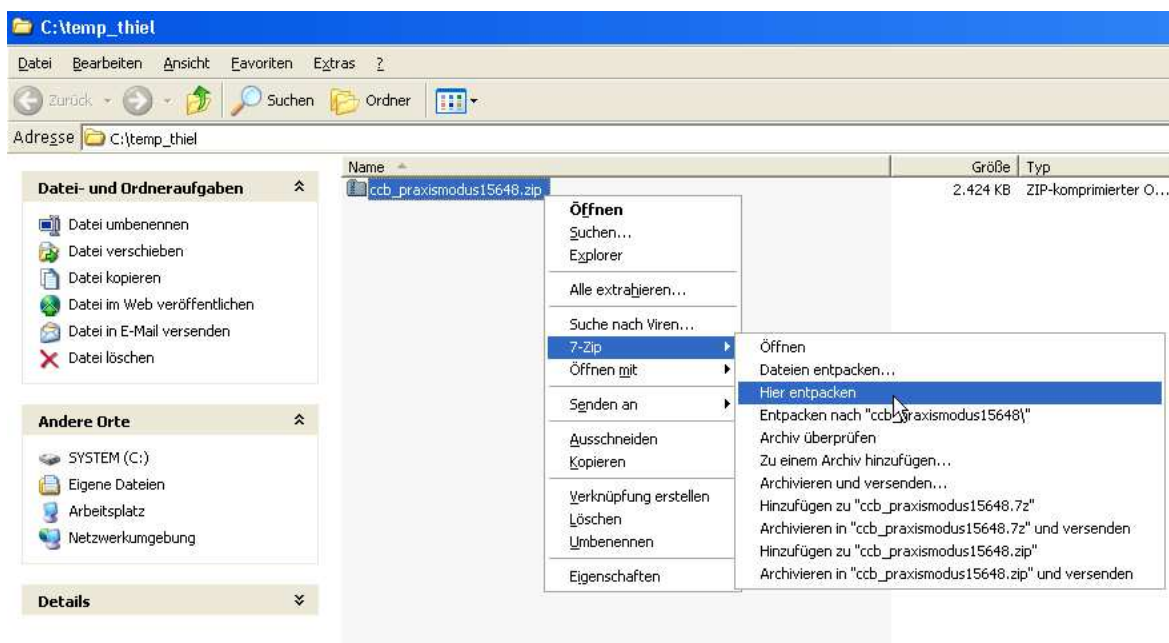 C:\temp_thiel
Datei Bearbeiten Ansicht Favoriten Extras ?
Zurück Suchen Ordner
Adresse C:\temp_thiel
Name Größe Typ
ccb_praxismodus15648.zip 2.424 KB ZIP-komprimierter O...
Datei- und Ordneraufgaben
Datei umbenennen
Datei verschieben
Datei kopieren
Datei im Web veröffentlichen
Datei in E-Mail versenden
Datei löschen
Andere Orte
SYSTEM (C:)
Eigene Dateien
Arbeitsplatz
Netzwerkumgebung
Details
Öffnen
Suchen...
Explorer
Alle extrahieren...
Suche nach Viren...
7-Zip
Öffnen mit
Senden an
Ausschneiden
Kopieren
Verknüpfung erstellen
Löschen
Umbenennen
Eigenschaften
Öffnen
Dateien entpacken...
Hier entpacken
Entpacken nach "ccb_praxismodus15648\"
Archiv überprüfen
Zu einem Archiv hinzufügen...
Archivieren und versenden...
Hinzufügen zu "ccb_praxismodus15648.7z"
Archivieren in "ccb_praxismodus15648.7z" und versenden
Hinzufügen zu "ccb_praxismodus15648.zip"
Archivieren in "ccb_praxismodus15648.zip" und versenden